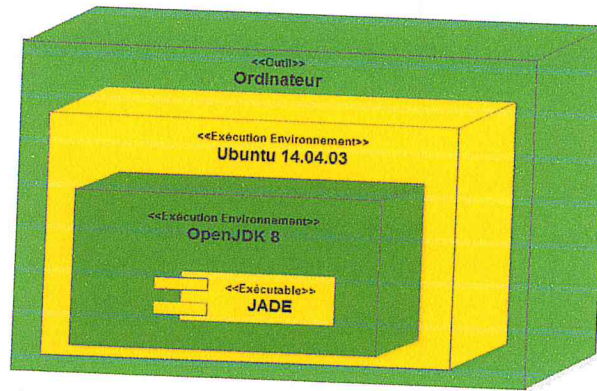 <<Outil>>
Ordinateur
<<Exécution Environnement>>
Ubuntu 14.04.03
<<Exécution Environnement>>
OpenJDK 8
<<Exécutable>>
JADE